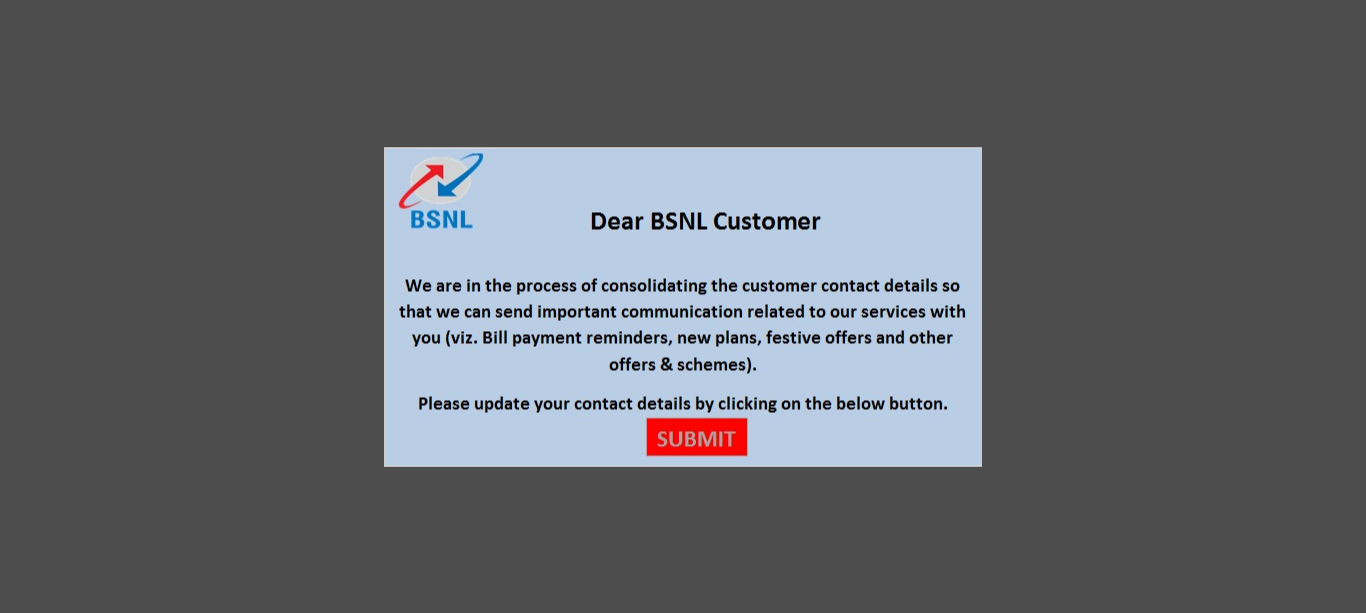 BSNL
Dear BSNL Customer
We are in the process of consolidating the customer contact details so
that we can send important communication related to our services with
you (viz. Bill payment reminders, new plans, festive offers and other
offers & schemes).
Please update your contact details by clicking on the below button.
SUBMIT